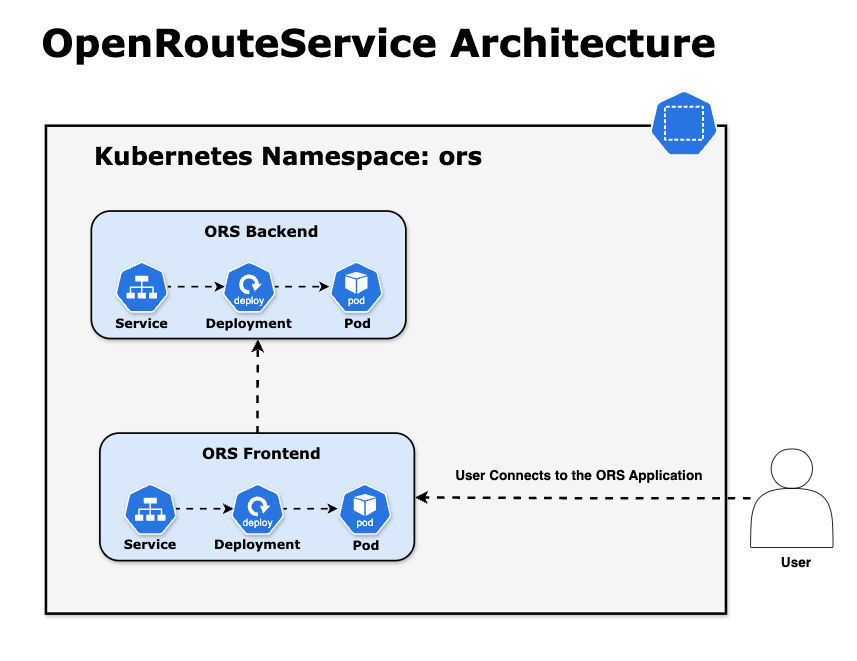 OpenRouteService Architecture
Kubernetes Namespace: ors
ORS Backend
deploy
pod
Service
Deployment
Pod
ORS Frontend
User Connects to the ORS Application
deploy
pod
Service
Deployment
Pod
User